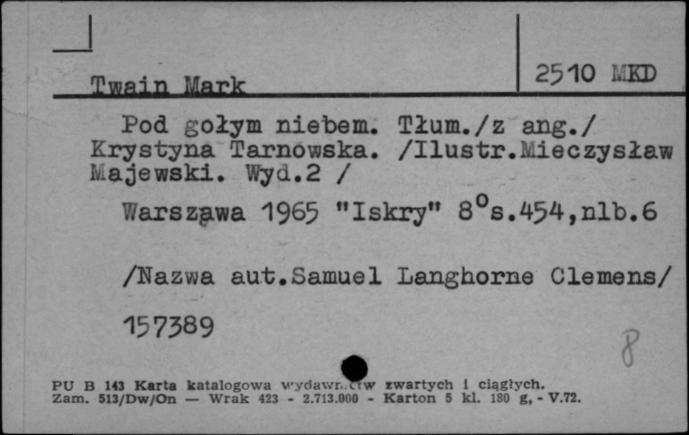 2510 MKD
Twain Mark
Pod gołym niebem. Tłum./z ang./
Krystyna Tarnowska. /Ilustr.Mieczysław
Majewski. Wyd.2 /
Warszawa 1965 "Iskry" 8°s.454,nlb.6
/Nazwa aut.Samuel Langhorne Clemens/
157389
8
PU B 143 Karta katalogowa wydawnictw zwartych i ciągłych.
Zam. 513/Dw/On — Wrak 423 - 2.713.000 - Karton 5 kl. 180 g, - V.72.